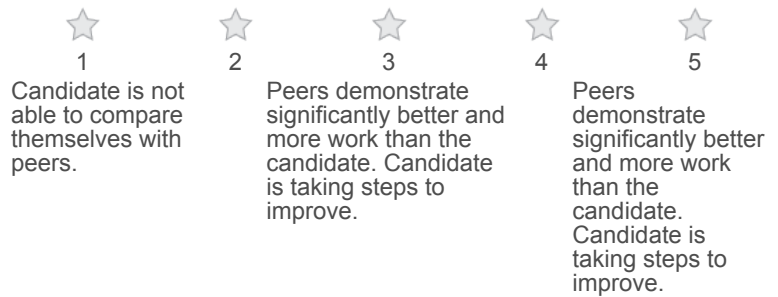 1 2 3 4 5
Candidate is not
able to compare
themselves with
peers.
Peers demonstrate
significantly better and
more work than the
candidate. Candidate
is taking steps to
improve.
Peers
demonstrate
significantly better
and more work
than the
candidate.
Candidate is
taking steps to
improve.